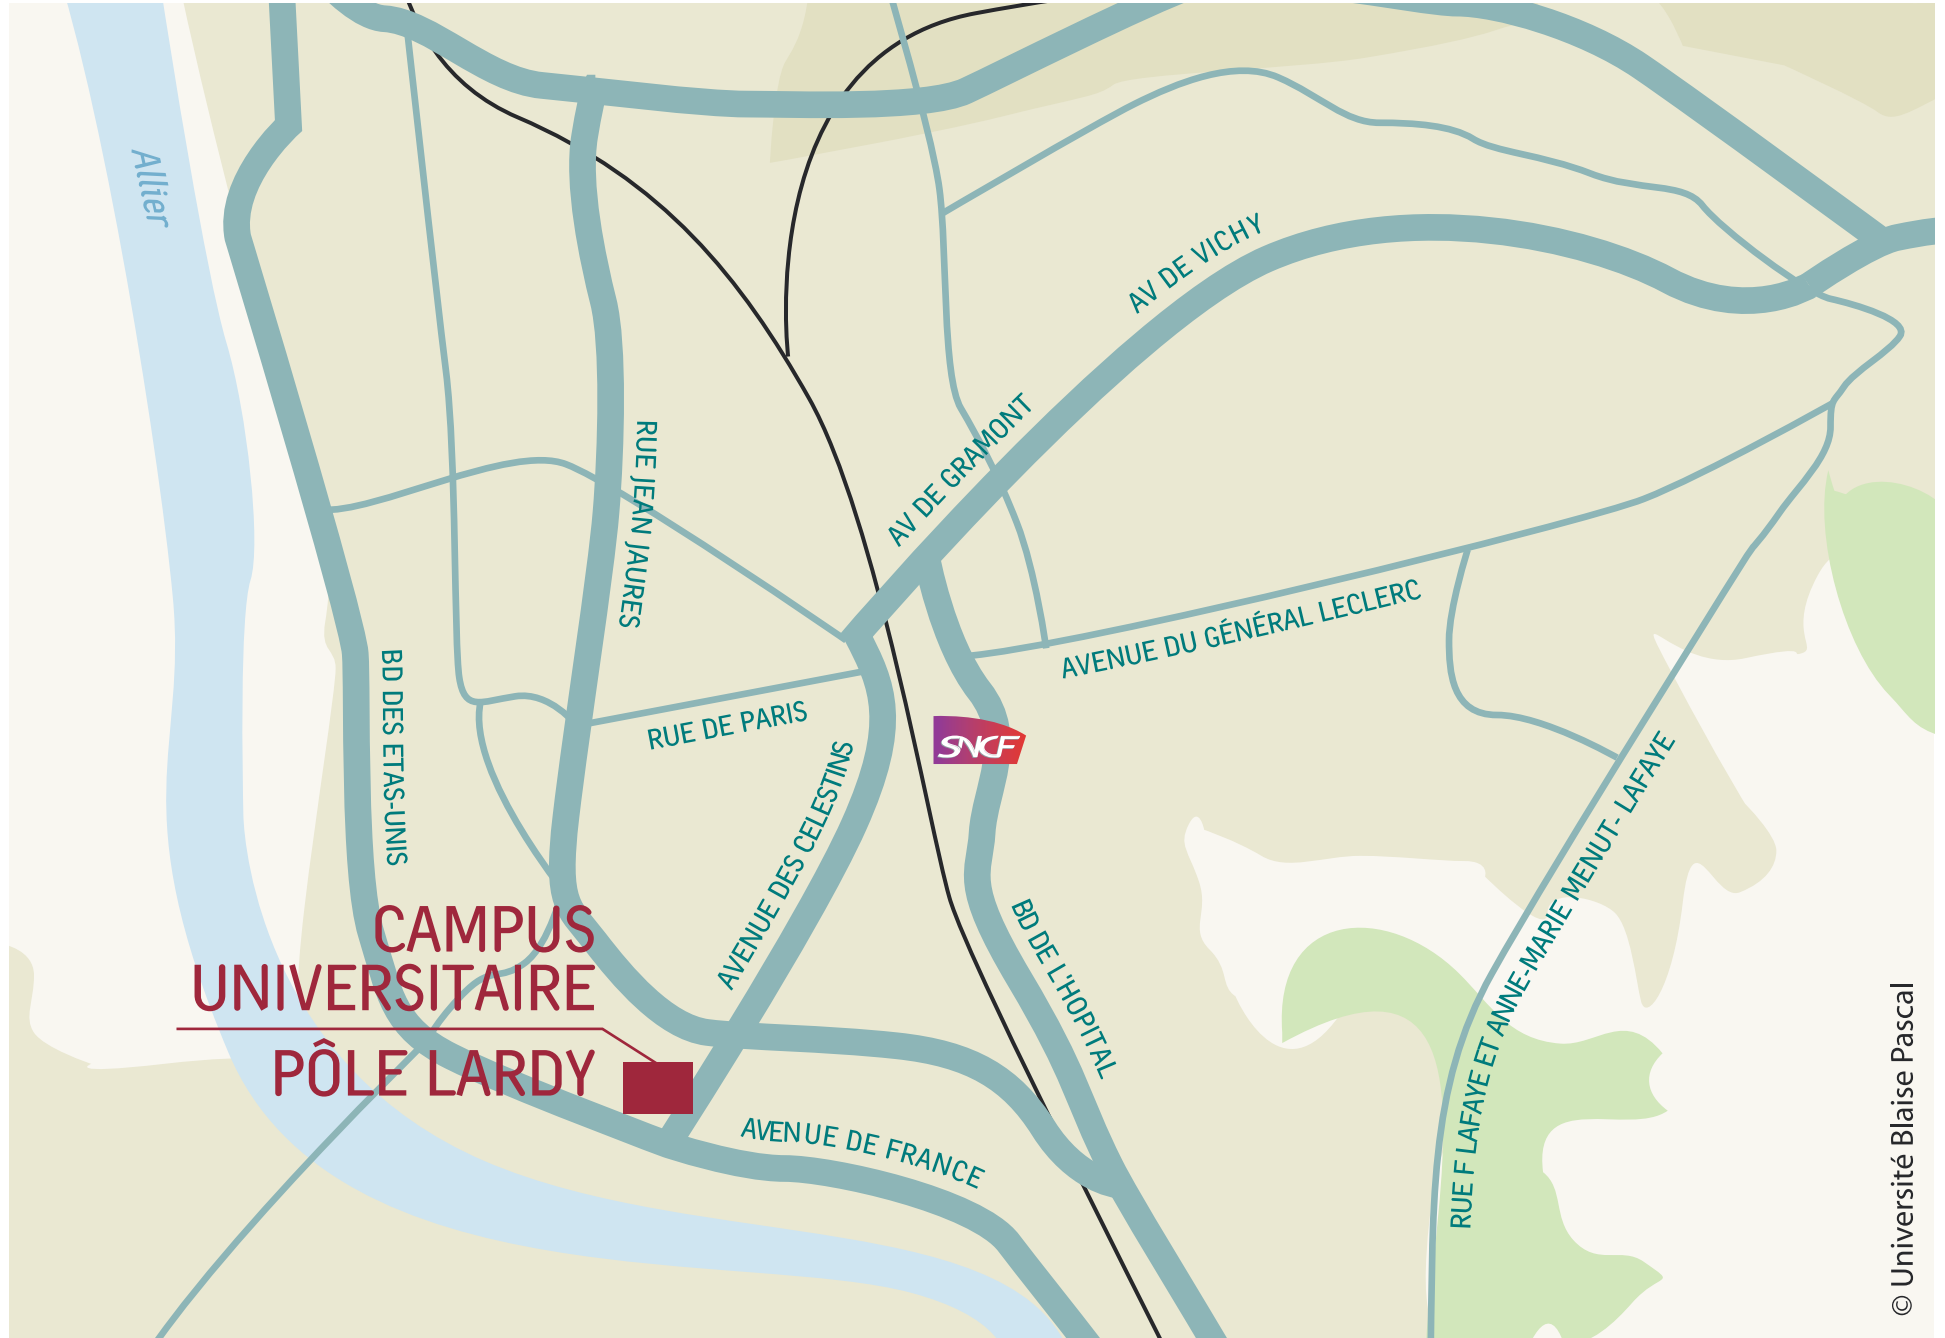 Allier
AV DE VICHY
AV DE GRAMONT
RUE JEAN JAURES
AVENUE DU GÉNÉRAL LECLERC
BD DES ETAS-UNIS
RUE DE PARIS
SNCF
AVENUE DES CELESTINS
RUE F LAFAYE ET ANNE-MARIE MENUT- LAFAYE
CAMPUS
UNIVERSITAIRE
PÔLE LARDY
BD DE L'HOPITAL
AVENUE DE FRANCE
© Université Blaise Pascal